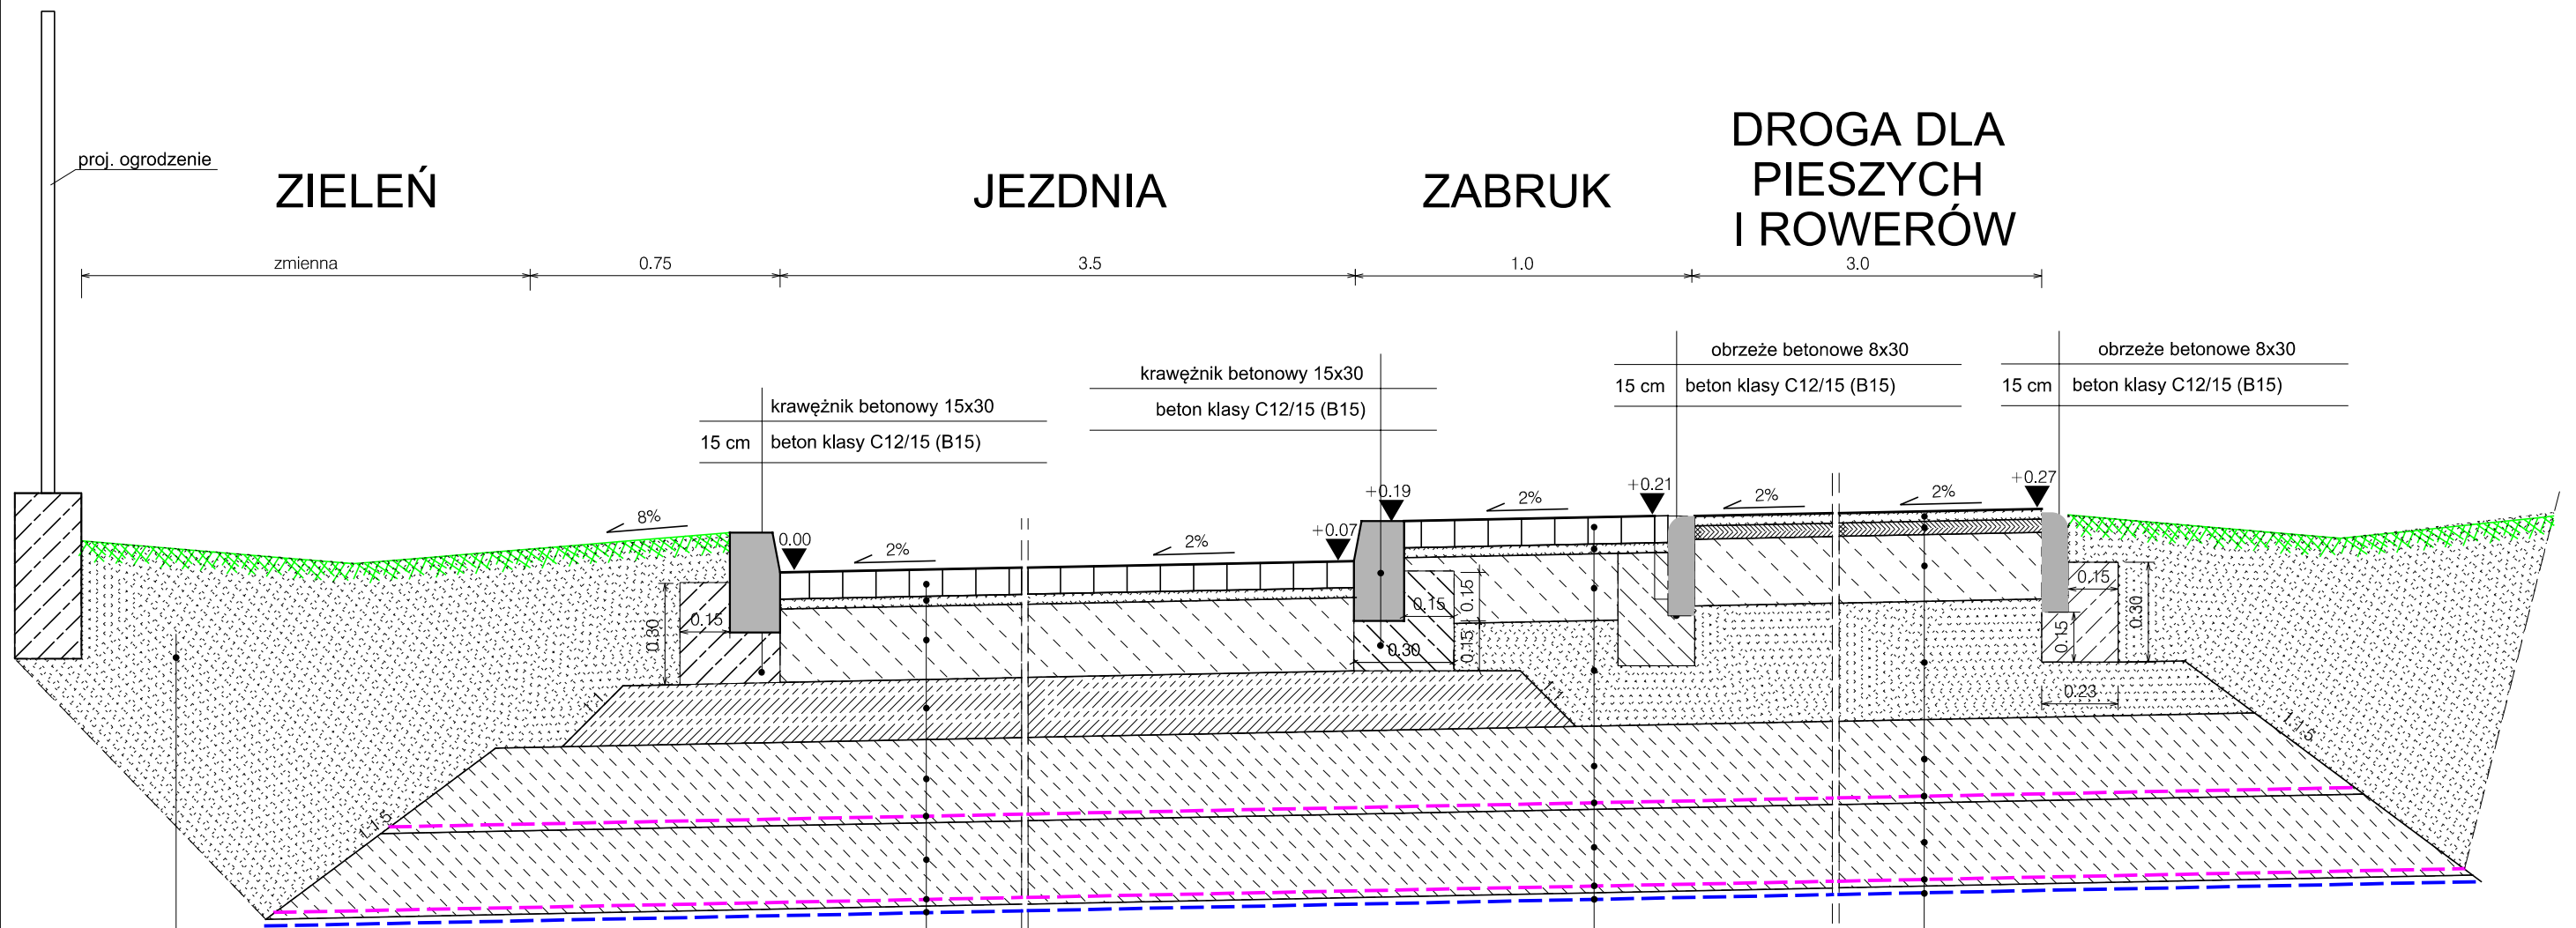 DROGA DLA
PIESZYCH
I ROWERÓW
proj. ogrodzenie
ZIELEŃ
JEZDNIA
ZABRUK
zmienna
0.75
3.5
1.0
3.0
krawężnik betonowy 15x30
15 cm beton klasy C12/15 (B15)
krawężnik betonowy 15x30
beton klasy C12/15 (B15)
obrzeże betonowe 8x30
15 cm beton klasy C12/15 (B15)
obrzeże betonowe 8x30
15 cm beton klasy C12/15 (B15)
8%
0.00
2%
2%
+0.07
+0.19
2%
+0.21
2%
2%
+0.27
0.30
0.15
0.15
0.15
0.30
0.15
0.15
0.30
0.15
0.23
1:1
1:1
1:1.5
1:1.5